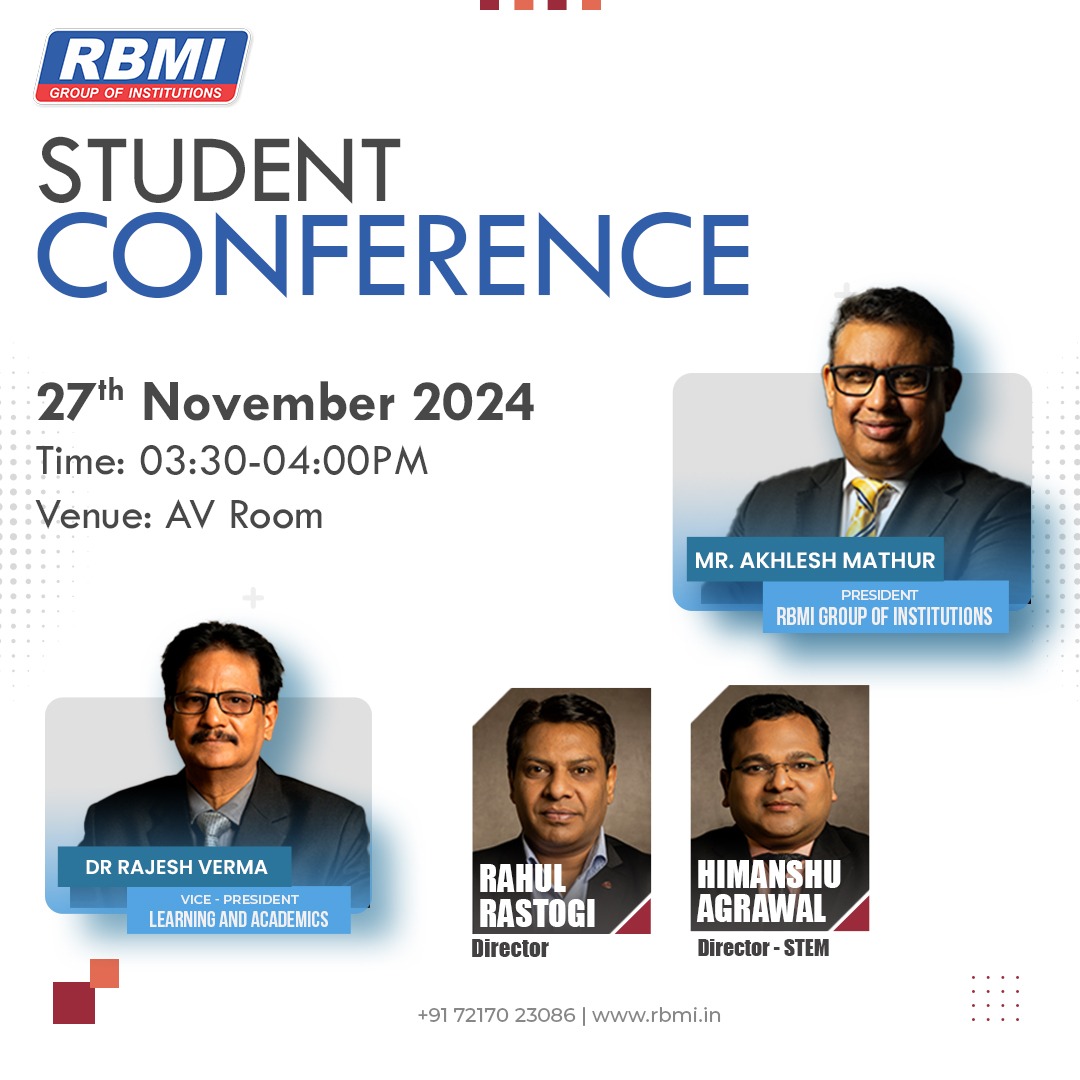 RBMI
GROUP OF INSTITUTIONS
STUDENT
CONFERENCE
27th November 2024
Time: 03:30-04:00PM
Venue: AV Room
MR. AKHLESH MATHUR
PRESIDENT
RBMI GROUP OF INSTITUTIONS
DR RAJESH VERMA
VICE - PRESIDENT
LEARNING AND ACADEMICS
RAHUL
RASTOGI
Director
HIMANSHU
AGRAWAL
Director - STEM
+91 72170 23086 | www.rbmi.in